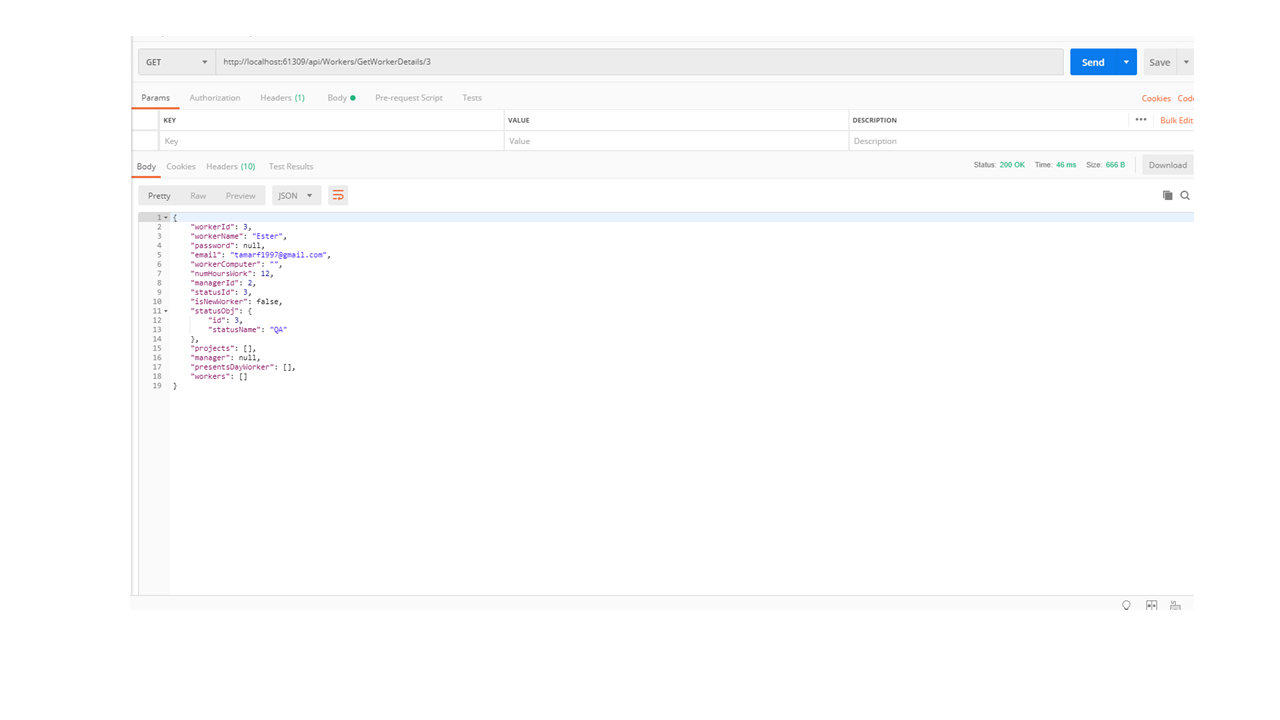 GET http://localhost:61309/api/Workers/GetWorkerDetails/3 Send Save
Params Authorization Headers (1) Body Pre-request Script Tests Cookies Code
KEY VALUE DESCRIPTION ••• Bulk Edit
Key Value Description
Body Cookies Headers (10) Test Results Status: 200 OK Time: 46 ms Size: 666 B Download
Pretty Raw Preview JSON
1 {
2 "workerId": 3,
3 "workerName": "Ester",
4 "password": null,
5 "email": "tamarf1997@gmail.com",
6 "workerComputer": "",
7 "numHoursWork": 12,
8 "managerId": 2,
9 "statusId": 3,
10 "isNewWorker": false,
11 "statusObj": {
12 "id": 3,
13 "statusName": "QA"
14 },
15 "projects": [],
16 "manager": null,
17 "presentsDayWorker": [],
18 "workers": []
19 }